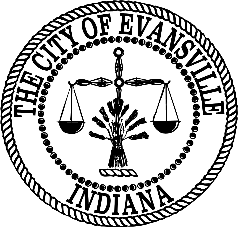 THE CITY OF EVANSVILLE
INDIANA